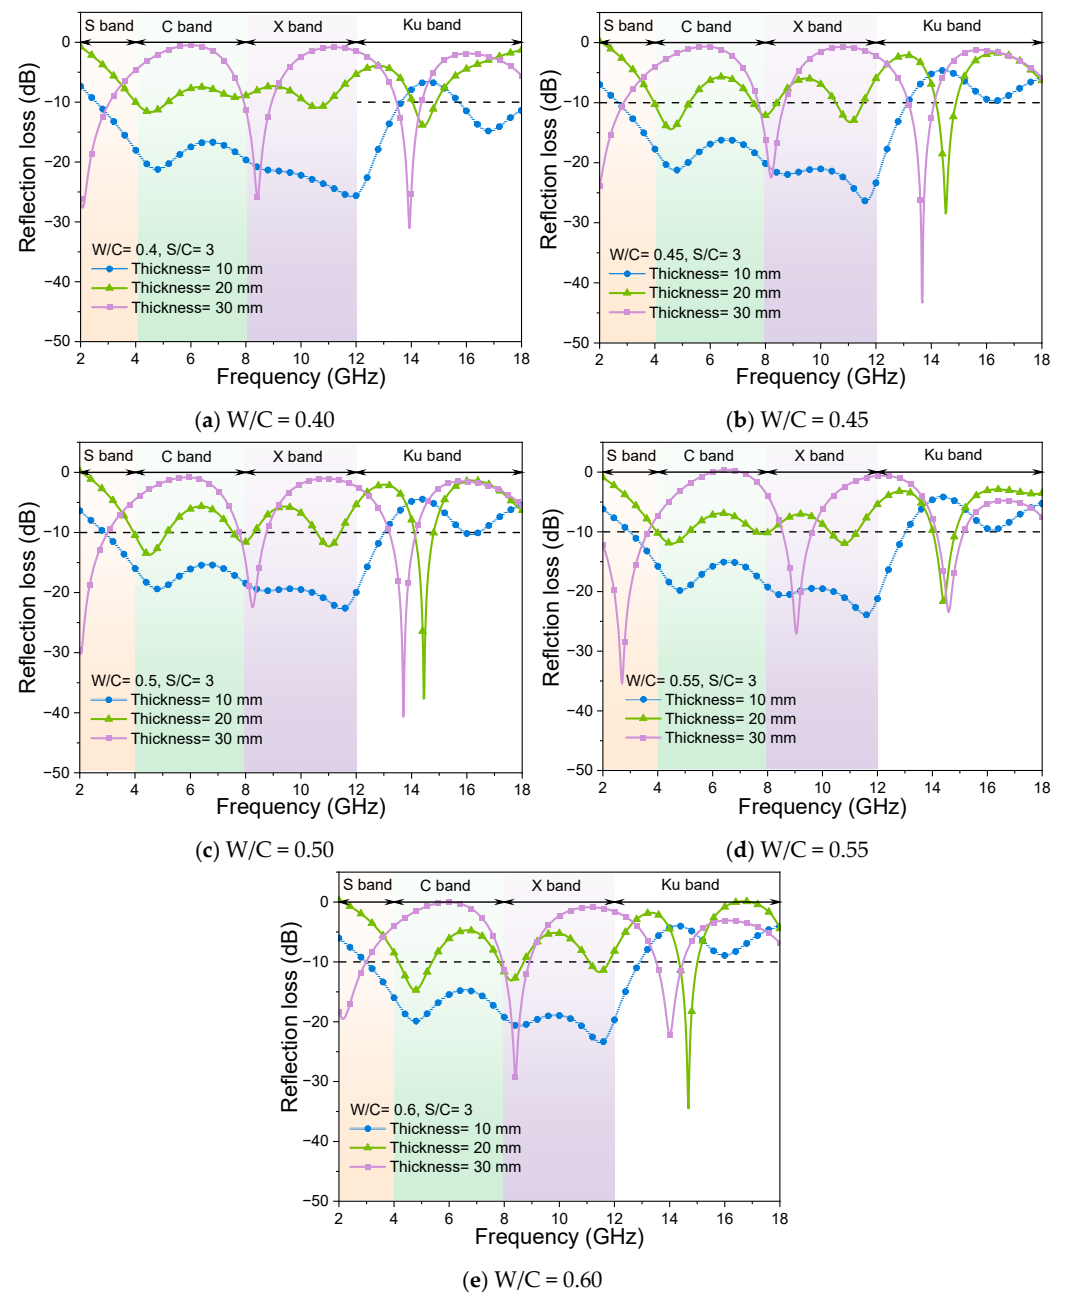 S band C band X band Ku band
Reflection loss (dB)
0
−10
−20
−30
−40
−50
W/C= 0.4, S/C= 3
Thickness= 10 mm
Thickness= 20 mm
Thickness= 30 mm
2 4 6 8 10 12 14 16 18
Frequency (GHz)
(a) W/C = 0.40
S band C band X band Ku band
Reflction loss (dB)
0
−10
−20
−30
−40
−50
W/C= 0.45, S/C= 3
Thickness= 10 mm
Thickness= 20 mm
Thickness= 30 mm
2 4 6 8 10 12 14 16 18
Frequency (GHz)
(b) W/C = 0.45
S band C band X band Ku band
Reflection loss (dB)
0
−10
−20
−30
−40
−50
W/C= 0.5, S/C= 3
Thickness= 10 mm
Thickness= 20 mm
Thickness= 30 mm
2 4 6 8 10 12 14 16 18
Frequency (GHz)
(c) W/C = 0.50
S band C band X band Ku band
Reflction loss (dB)
0
−10
−20
−30
−40
−50
W/C= 0.55, S/C= 3
Thickness= 10 mm
Thickness= 20 mm
Thickness= 30 mm
2 4 6 8 10 12 14 16 18
Frequency (GHz)
(d) W/C = 0.55
S band C band X band Ku band
Reflection loss (dB)
0
−10
−20
−30
−40
−50
W/C= 0.6, S/C= 3
Thickness= 10 mm
Thickness= 20 mm
Thickness= 30 mm
2 4 6 8 10 12 14 16 18
Frequency (GHz)
(e) W/C = 0.60